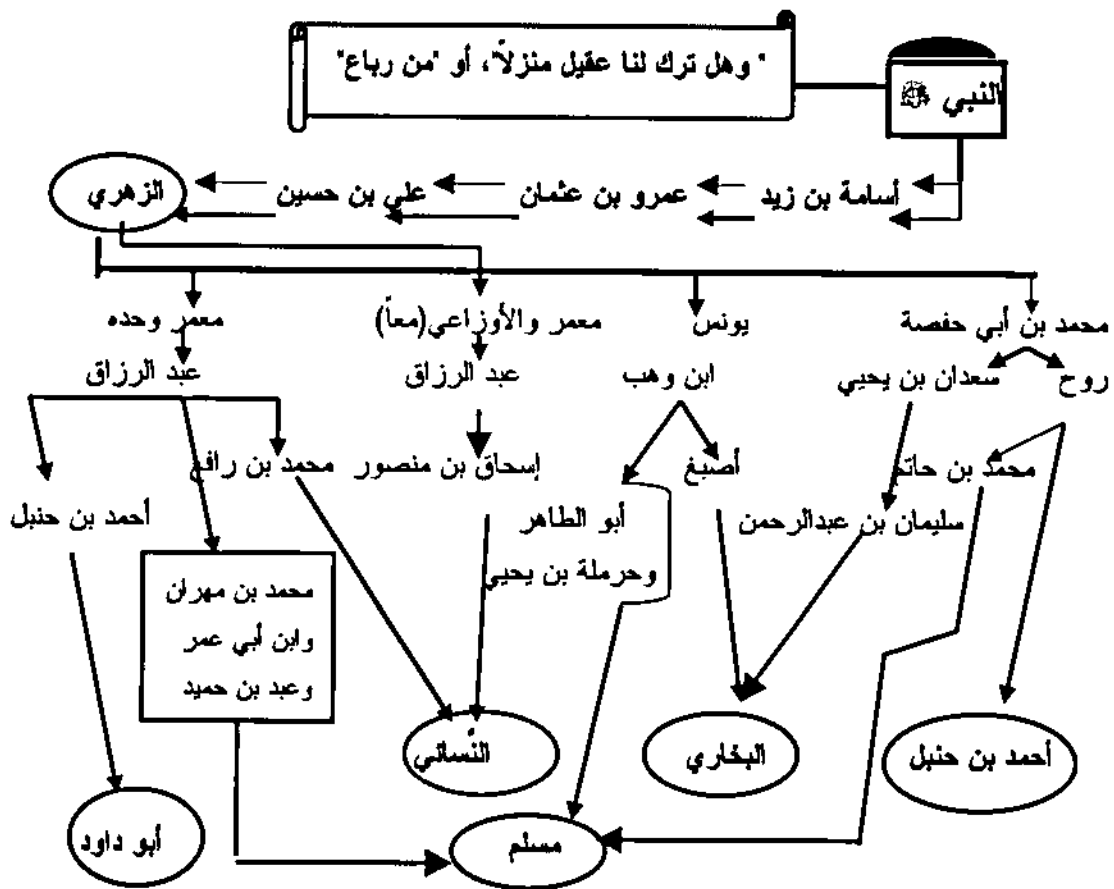 " وهل ترك لنا عقيل منزلاً"، أو "من رباع"
النبي ﷺ
أسامة بن زيد عمرو بن عثمان علي بن حسين الزهري
محمد بن أبي حفصة يونس معمر والأوزاعي(معاً) معمر وحده
روح سعدان بن يحيي ابن وهب عبد الرزاق عبد الرزاق
محمد بن حاتم أصبغ إسحاق بن منصور محمد بن رافع
سليمان بن عبدالرحمن أبو الطاهر أحمد بن حنبل
وحرملة بن يحيي
محمد بن مهران
وابن أبي عمر
وعبد بن حميد
أحمد بن حنبل البخاري النَّسائي
مسلم أبو داود